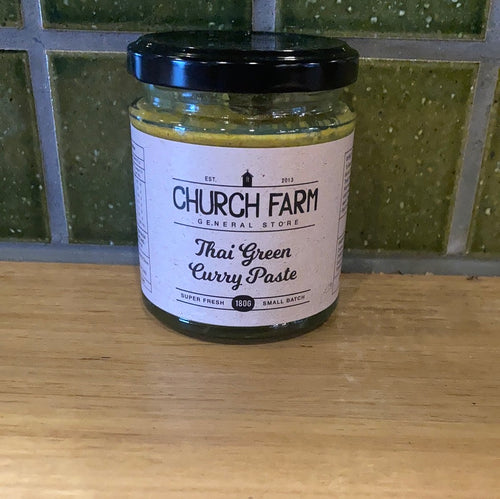 EST. 2013
CHURCH FARM
GENERAL STORE
Thai Green
Curry Paste
SUPER FRESH 180G SMALL BATCH